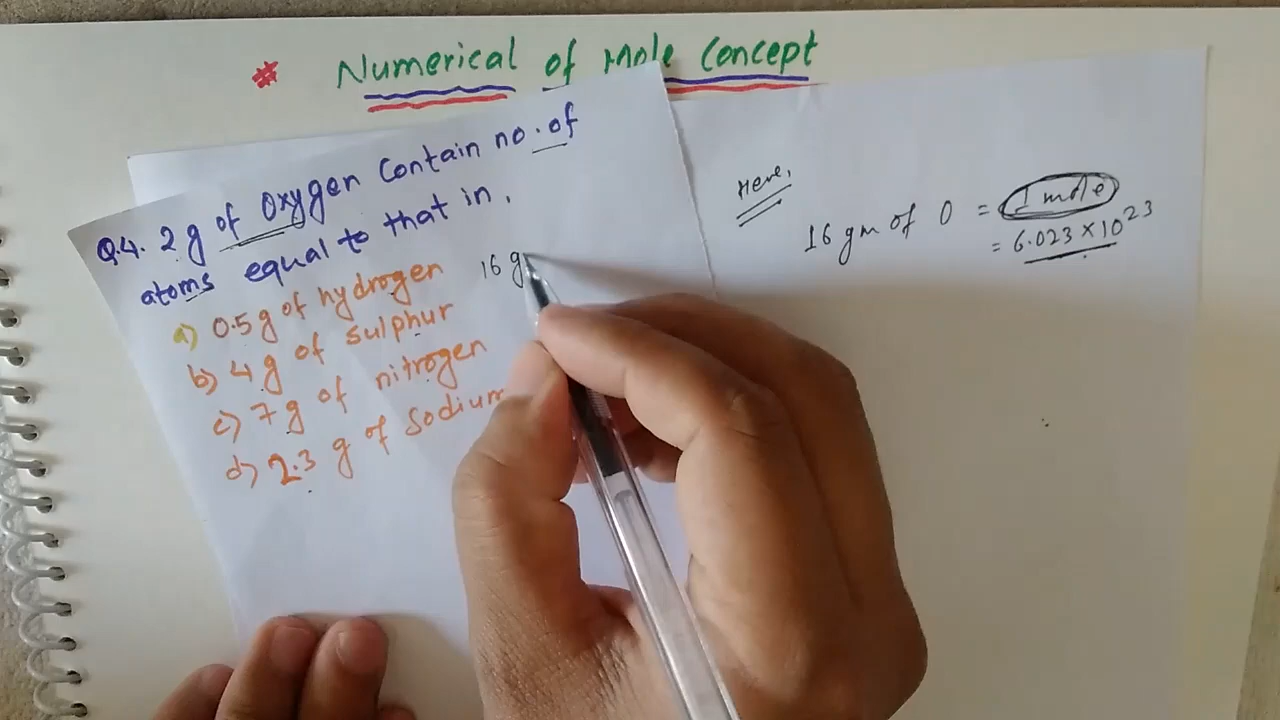 * Numerical of Mole Concept
Q.4. 2 g of Oxygen Contain no. of
atoms equal to that in,
a) 0.5 g of hydrogen
b) 4 g of sulphur
c) 7 g of nitrogen
d) 2.3 g of Sodium
16 g
Here,
16 gm of O = 1 mole
= 6.023 × 10²³